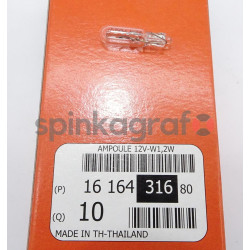 spinkagraf
AMPOULE 12V-W1,2W
(P) 16 164 316 80
(Q) 10
MADE IN TH-THAILAND